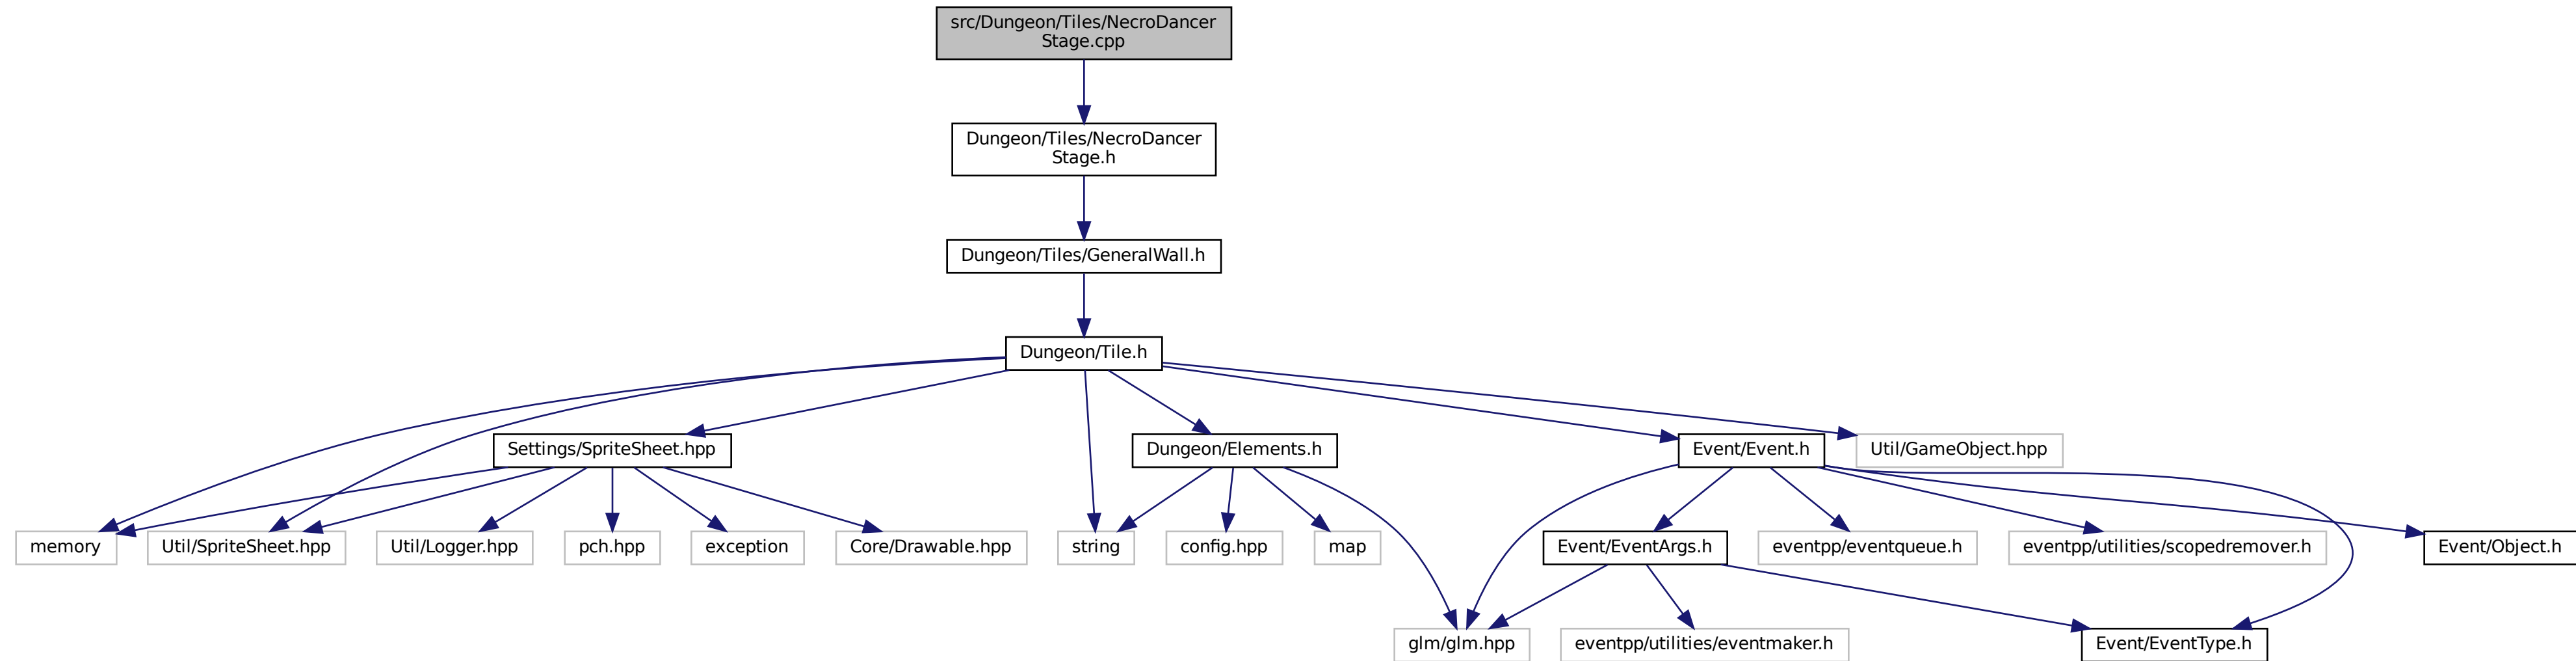 src/Dungeon/Tiles/NecroDancer
Stage.cpp
Dungeon/Tiles/NecroDancer
Stage.h
Dungeon/Tiles/GeneralWall.h
Dungeon/Tile.h
Settings/SpriteSheet.hpp
Dungeon/Elements.h
Event/Event.h
Util/GameObject.hpp
memory
Util/SpriteSheet.hpp
Util/Logger.hpp
pch.hpp
exception
Core/Drawable.hpp
string
config.hpp
map
Event/EventArgs.h
eventpp/eventqueue.h
eventpp/utilities/scopedremover.h
Event/Object.h
glm/glm.hpp
eventpp/utilities/eventmaker.h
Event/EventType.h